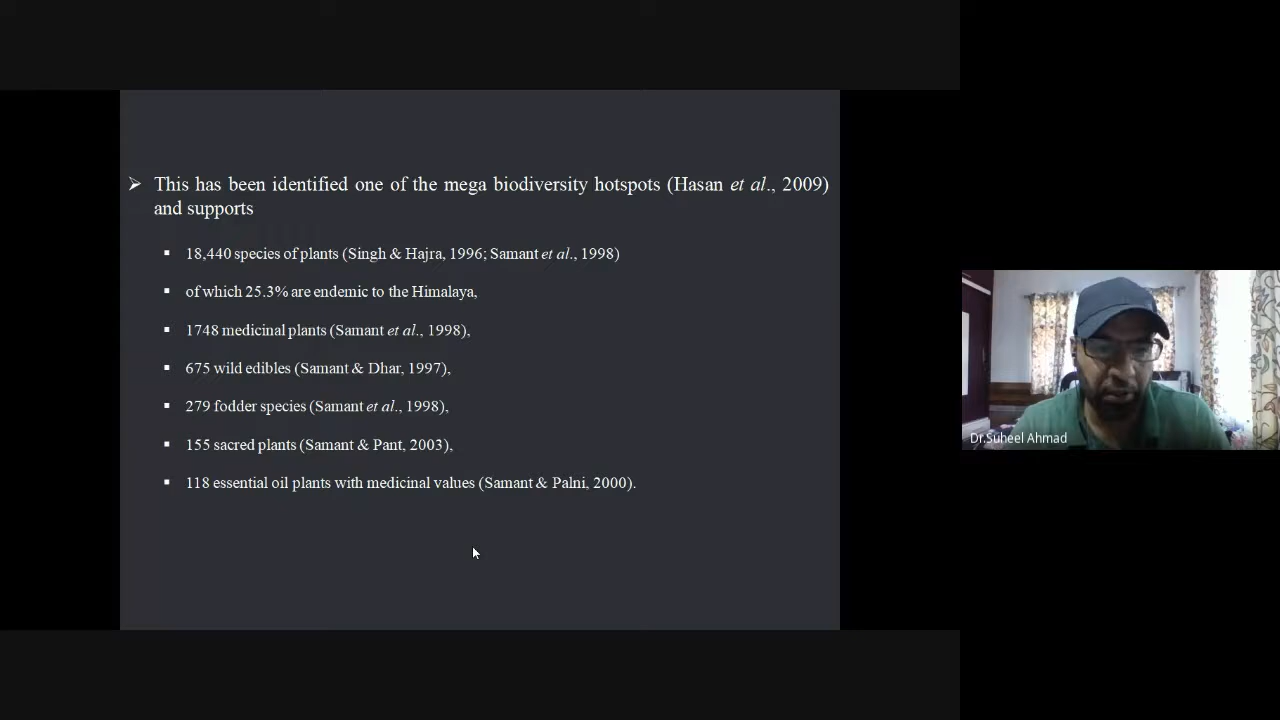 This has been identified one of the mega biodiversity hotspots (Hasan et al., 2009)
and supports
18,440 species of plants (Singh & Hajra, 1996; Samant et al., 1998)
of which 25.3% are endemic to the Himalaya,
1748 medicinal plants (Samant et al., 1998),
675 wild edibles (Samant & Dhar, 1997),
279 fodder species (Samant et al., 1998),
155 sacred plants (Samant & Pant, 2003),
118 essential oil plants with medicinal values (Samant & Palni, 2000).
Dr.Suheel Ahmad